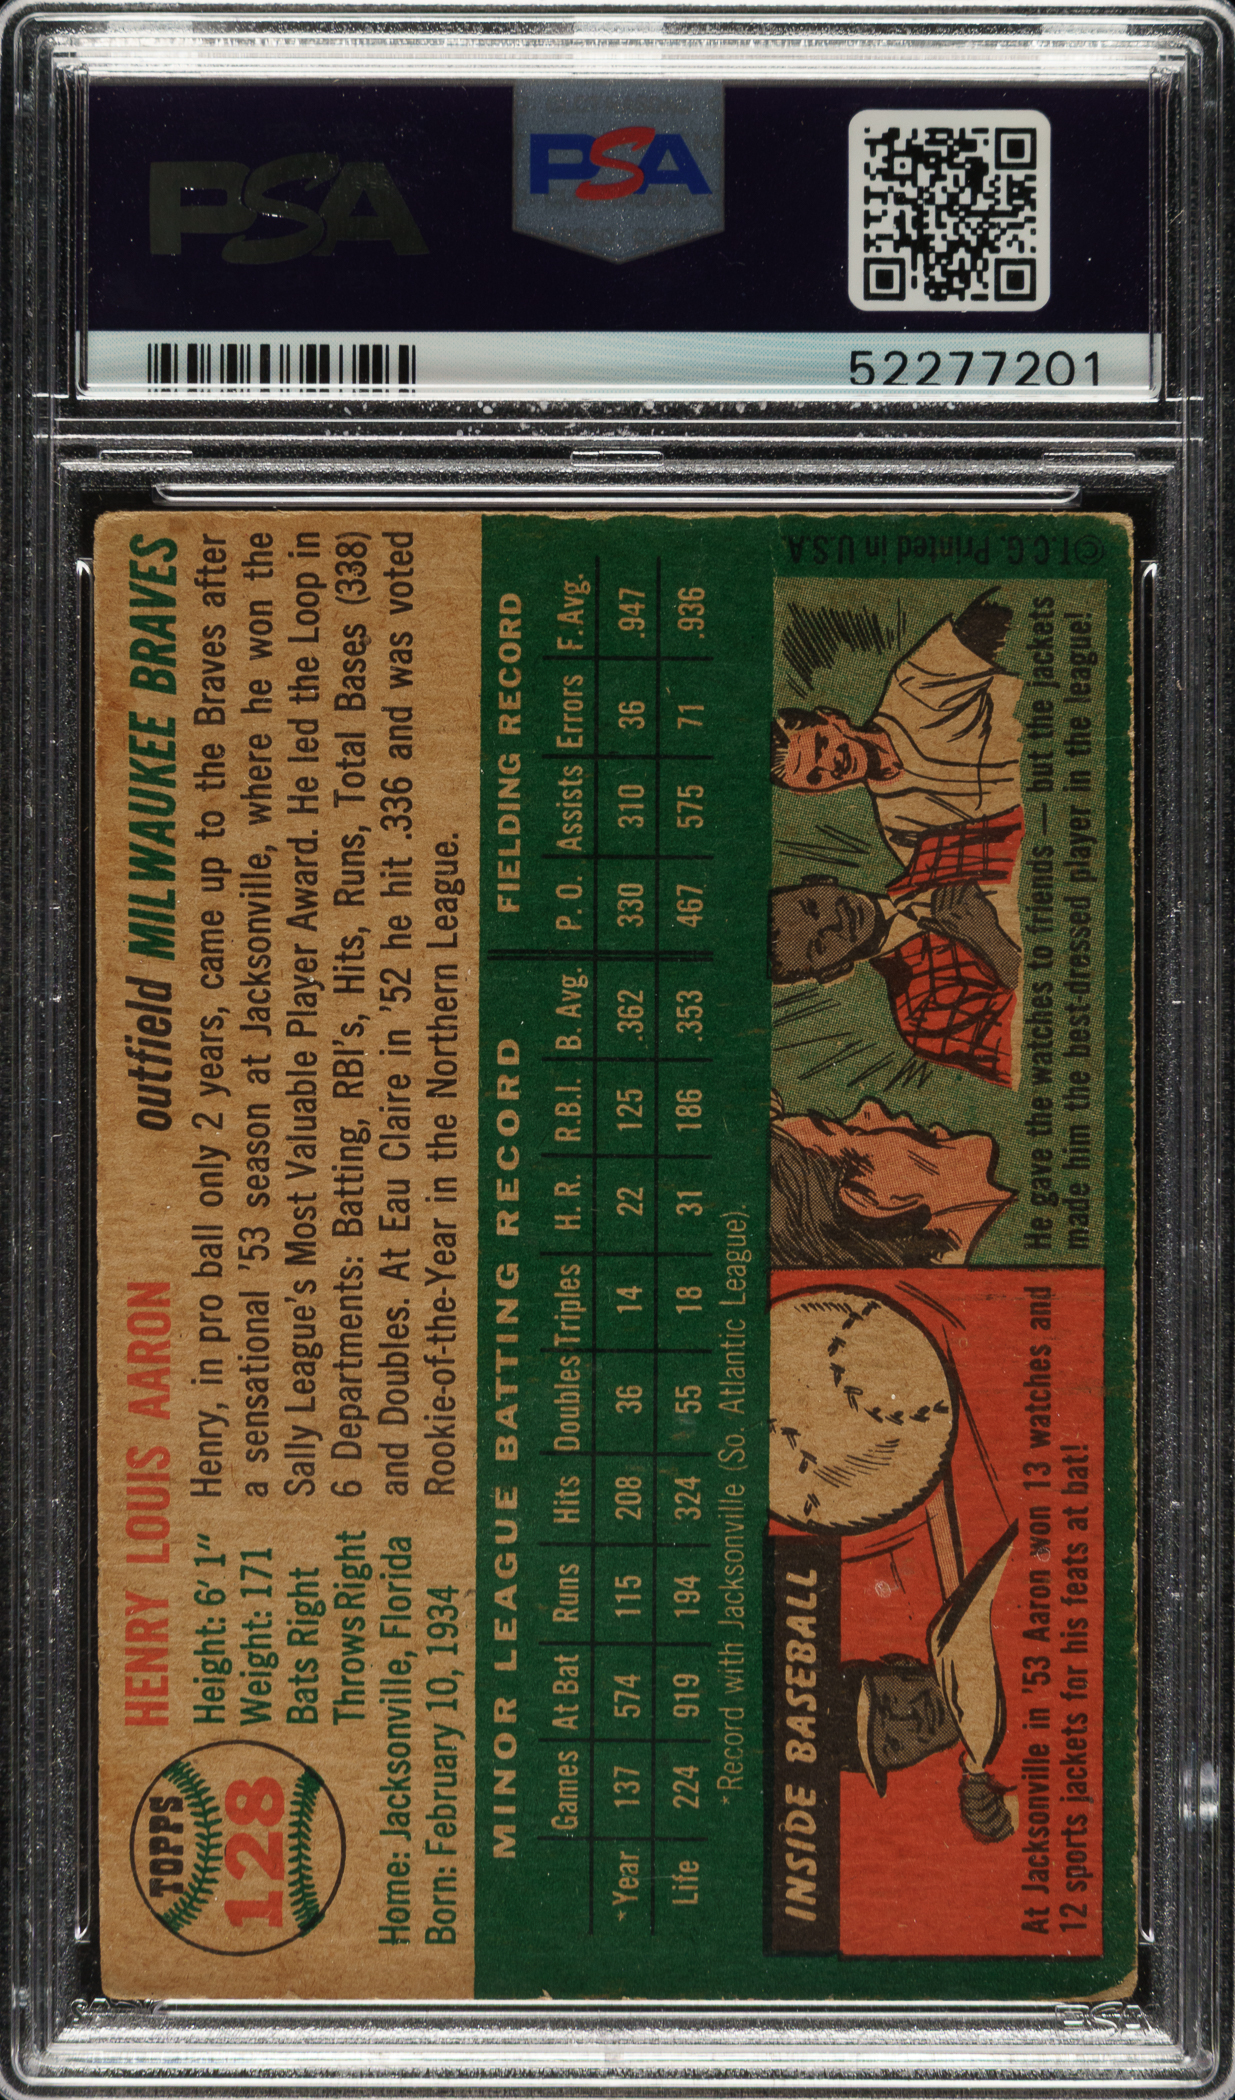 PSA
PSA
52277201
TOPPS
128
HENRY LOUIS AARON
outfield MILWAUKEE BRAVES
Height: 6' 1"
Weight: 171
Bats Right
Throws Right
Home: Jacksonville, Florida
Born: February 10, 1934
Henry, in pro ball only 2 years, came up to the Braves after
a sensational '53 season at Jacksonville, where he won the
Sally League's Most Valuable Player Award. He led the Loop in
6 Departments: Batting, RBI's, Hits, Runs, Total Bases (338)
and Doubles. At Eau Claire in '52 he hit .336 and was voted
Rookie-of-the-Year in the Northern League.
MINOR LEAGUE BATTING RECORD FIELDING RECORD
Games At Bat Runs Hits Doubles Triples H. R. R.B.I. B. Avg. P. O. Assists Errors F. Avg.
*Year 137 574 115 208 36 14 22 125 .362 330 310 36 .947
Life 224 919 194 324 55 18 31 186 .353 467 575 71 .936
*Record with Jacksonville (So. Atlantic League).
INSIDE BASEBALL
At Jacksonville in '53 Aaron won 13 watches and
12 sports jackets for his feats at bat!
He gave the watches to friends — but the jackets
made him the best-dressed player in the league!
©T.C.G. Printed in U.S.A.
PSA